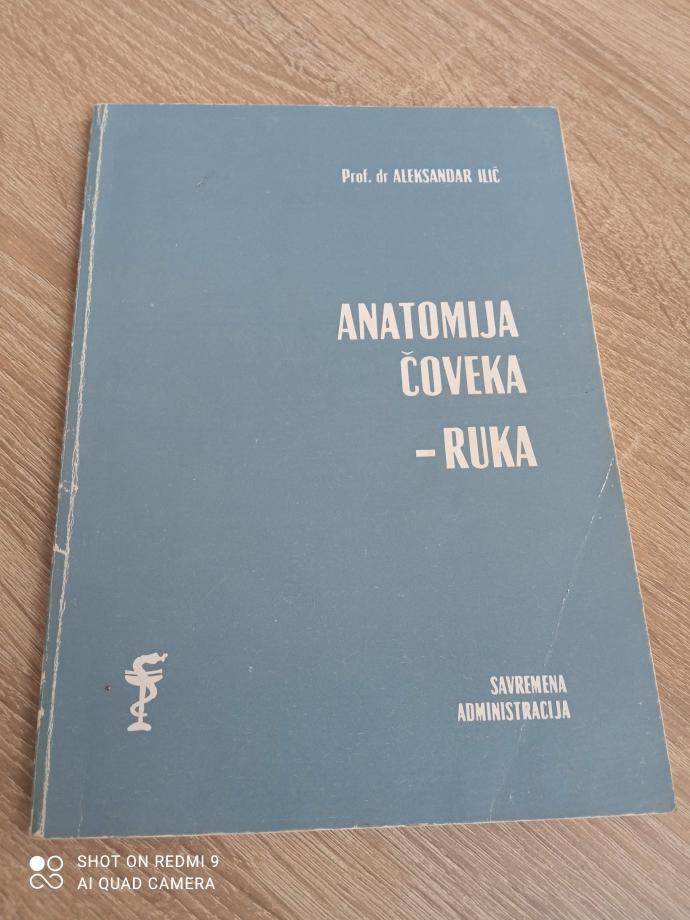 Prof. dr ALEKSANDAR ILIĆ
ANATOMIJA
ČOVEKA
– RUKA
SAVREMENA
ADMINISTRACIJA
SHOT ON REDMI 9
AI QUAD CAMERA